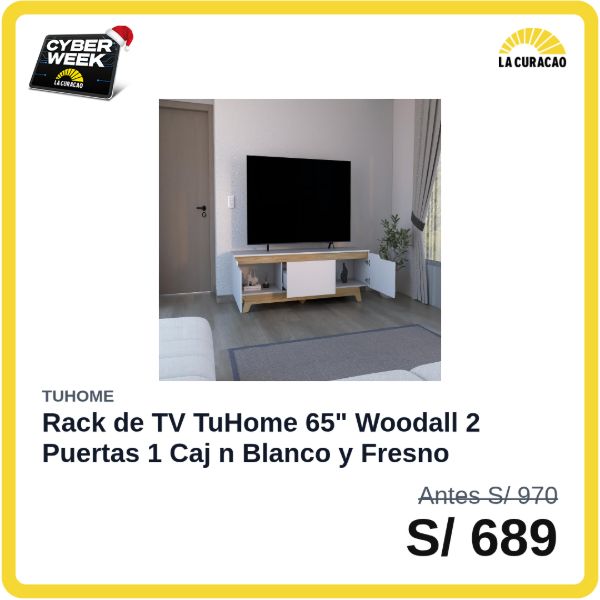 CYBER
WEEK
LA CURACAO
LA CURACAO
TUHOME
Rack de TV TuHome 65" Woodall 2
Puertas 1 Caj n Blanco y Fresno
Antes S/ 970
S/ 689